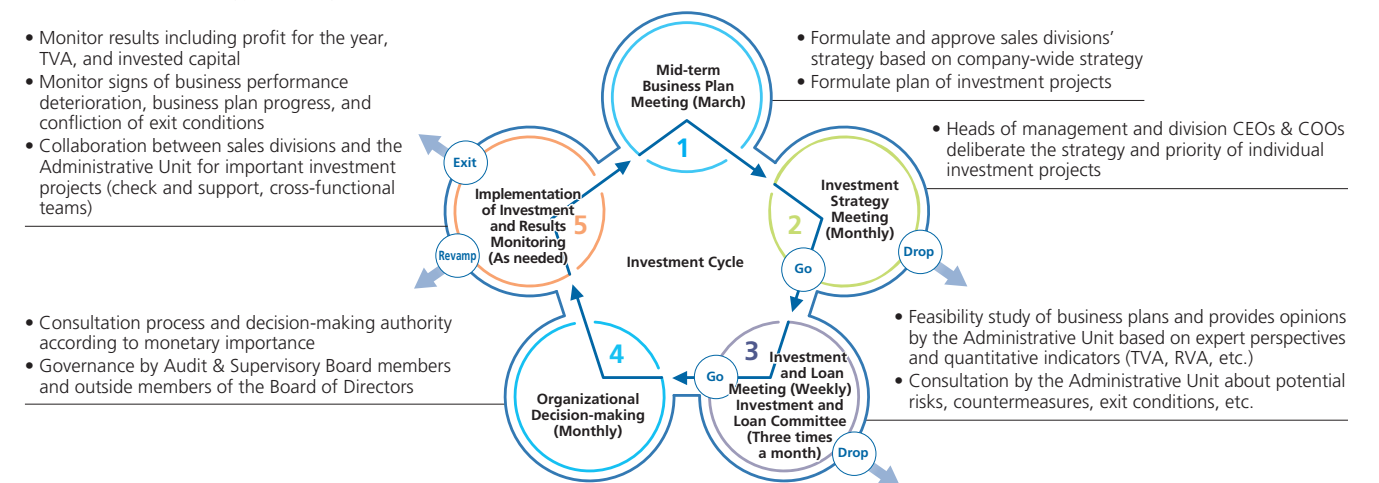 • Monitor results including profit for the year,
TVA, and invested capital
• Monitor signs of business performance
deterioration, business plan progress, and
confliction of exit conditions
• Collaboration between sales divisions and the
Administrative Unit for important investment
projects (check and support, cross-functional
teams)
Mid-term
Business Plan
Meeting (March)
1
• Formulate and approve sales divisions’
strategy based on company-wide strategy
• Formulate plan of investment projects
• Heads of management and division CEOs & COOs
deliberate the strategy and priority of individual
investment projects
Exit
Implementation
of Investment
and Results
Monitoring
(As needed)
5
Revamp
Investment Cycle
Investment
Strategy
Meeting
(Monthly)
2
Go
Drop
• Consultation process and decision-making authority
according to monetary importance
• Governance by Audit & Supervisory Board members
and outside members of the Board of Directors
4
Organizational
Decision-making
(Monthly)
Go
3
Investment
and Loan
Meeting (Weekly)
Investment and
Loan Committee
(Three times
a month)
Drop
• Feasibility study of business plans and provides opinions
by the Administrative Unit based on expert perspectives
and quantitative indicators (TVA, RVA, etc.)
• Consultation by the Administrative Unit about potential
risks, countermeasures, exit conditions, etc.